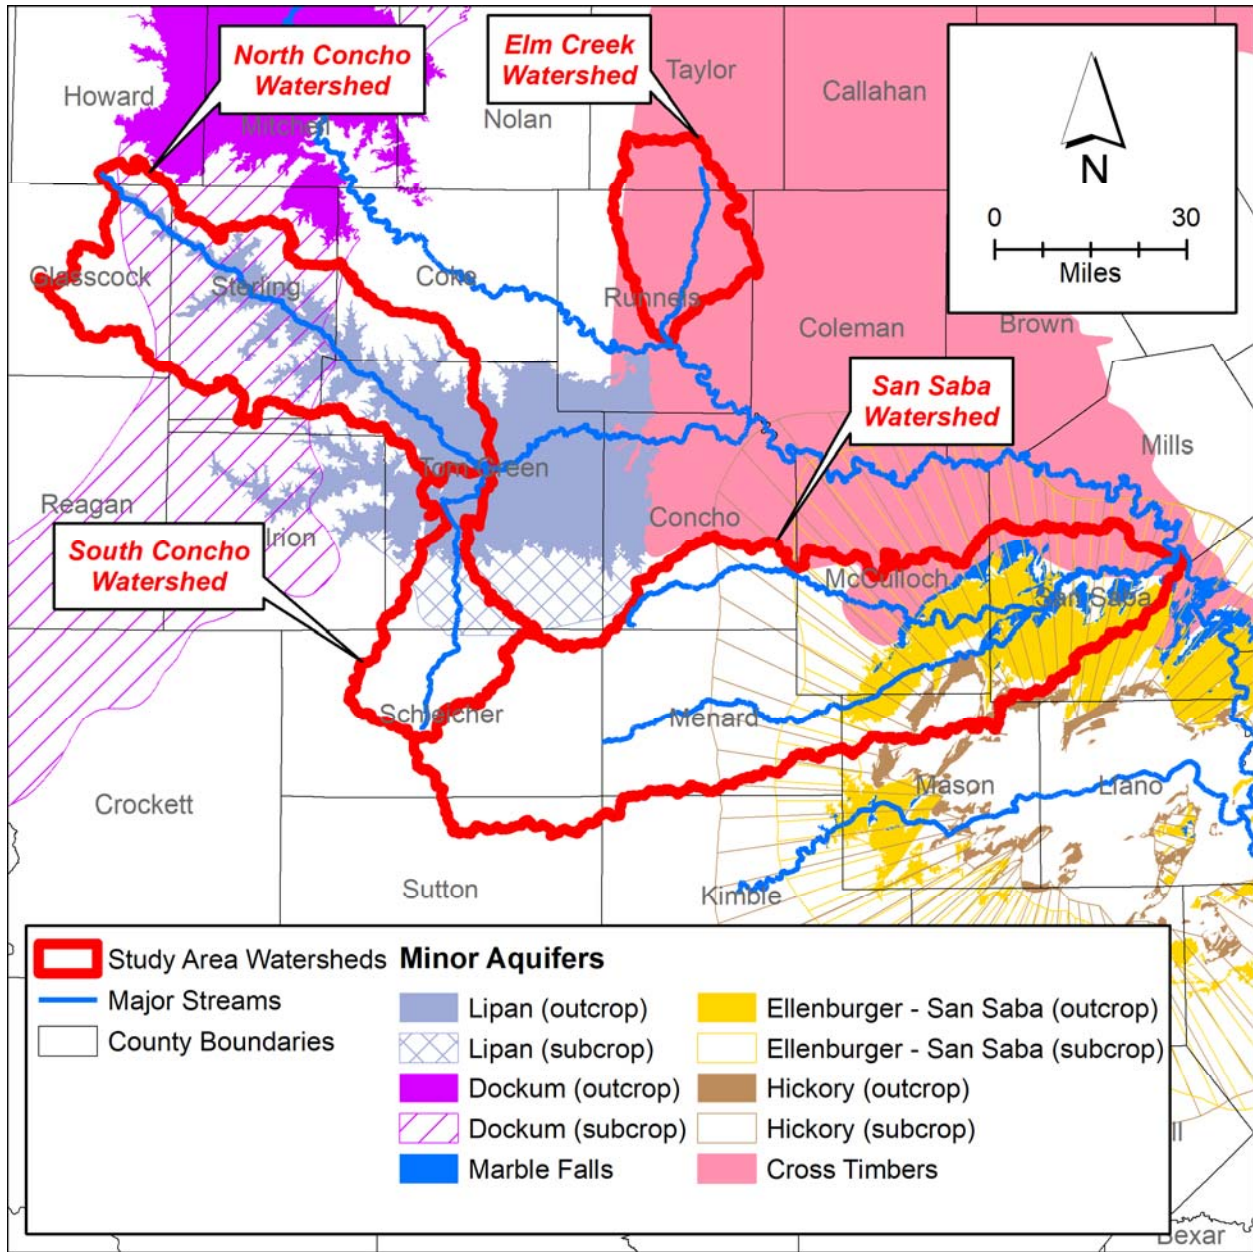 North Concho
Watershed
Elm Creek
Watershed
Howard
Mitchell
Nolan
Taylor
Callahan
N
0 30
Miles
Glasscock
Sterling
Coke
Runnels
Coleman
Brown
San Saba
Watershed
Mills
Tom Green
Reagan
Irion
Concho
South Concho
Watershed
McCulloch
San Saba
Schleicher
Menard
Crockett
Mason
Llano
Sutton
Kimble
Study Area Watersheds
Major Streams
County Boundaries
Minor Aquifers
Lipan (outcrop)
Lipan (subcrop)
Dockum (outcrop)
Dockum (subcrop)
Marble Falls
Ellenburger - San Saba (outcrop)
Ellenburger - San Saba (subcrop)
Hickory (outcrop)
Hickory (subcrop)
Cross Timbers
ll
Bexar